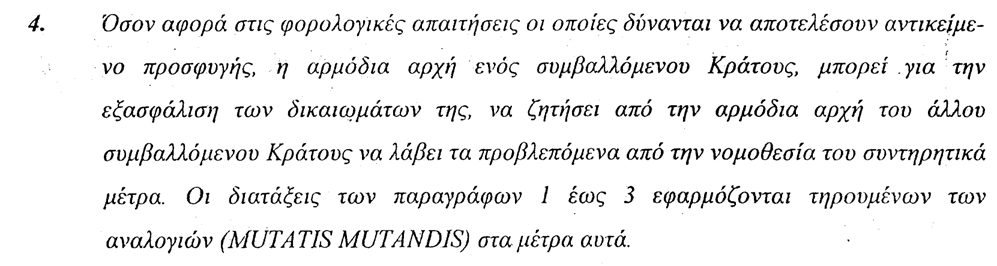 4. Όσον αφορά στις φορολογικές απαιτήσεις οι οποίες δύνανται να αποτελέσουν αντικείμε-
νο προσφυγής, η αρμόδια αρχή ενός συμβαλλόμενου Κράτους, μπορεί για την
εξασφάλιση των δικαιωμάτων της, να ζητήσει από την αρμόδια αρχή του άλλου
συμβαλλόμενου Κράτους να λάβει τα προβλεπόμενα από την νομοθεσία του συντηρητικά
μέτρα. Οι διατάξεις των παραγράφων 1 έως 3 εφαρμόζονται τηρουμένων των
αναλογιών (MUTATIS MUTANDIS) στα μέτρα αυτά.